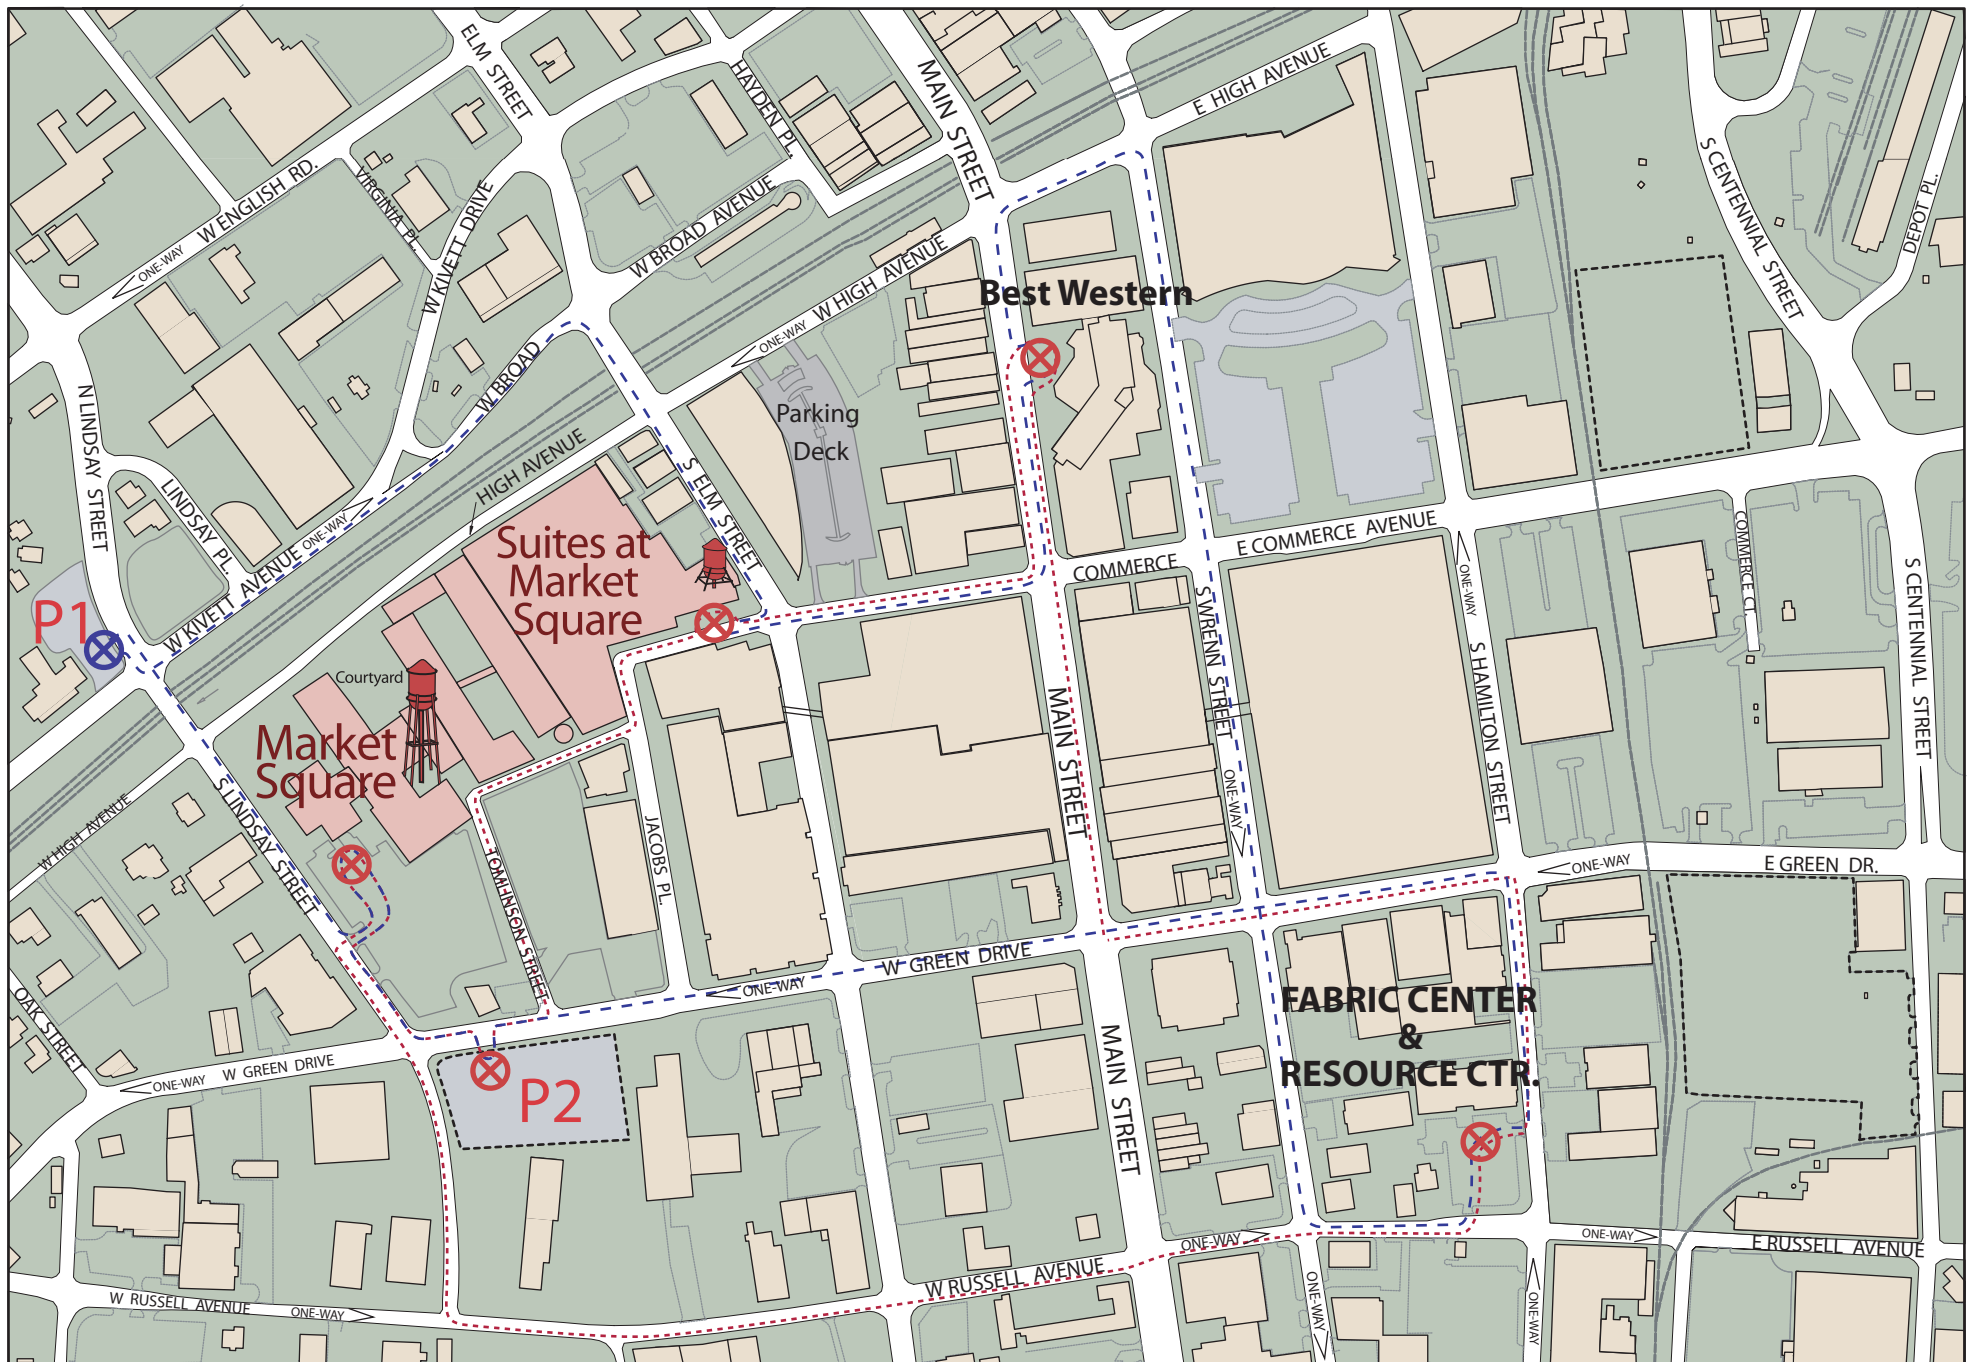 ELM STREET
HAYDEN PL.
MAIN STREET
E HIGH AVENUE
S CENTENNIAL STREET
DEPOT PL.
W ENGLISH RD.
ONE-WAY
VIRGINIA PL.
W KIVETT DRIVE
W BROAD AVENUE
W HIGH AVENUE
ONE-WAY
Best Western
W BROAD
N LINDSAY STREET
LINDSAY PL.
HIGH AVENUE
S ELM STREET
Parking
Deck
W KIVETT AVENUE
ONE-WAY
Suites at
Market
Square
COMMERCE
E COMMERCE AVENUE
COMMERCE CT.
S CENTENNIAL STREET
P1
Courtyard
Market
Square
MAIN STREET
S WRENN STREET
ONE-WAY
ONE-WAY
S HAMILTON STREET
W HIGH AVENUE
S LINDSAY STREET
TOMLINSON STREET
JACOBS PL.
ONE-WAY
E GREEN DR.
W GREEN DRIVE
ONE-WAY
OAK STREET
FABRIC CENTER
&
RESOURCE CTR.
ONE-WAY
W GREEN DRIVE
P2
MAIN STREET
W RUSSELL AVENUE
ONE-WAY
W RUSSELL AVENUE
ONE-WAY
ONE-WAY
E RUSSELL AVENUE
ONE-WAY
ONE-WAY